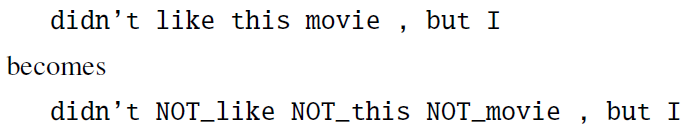 didn’t like this movie , but I
becomes
didn’t NOT_like NOT_this NOT_movie , but I